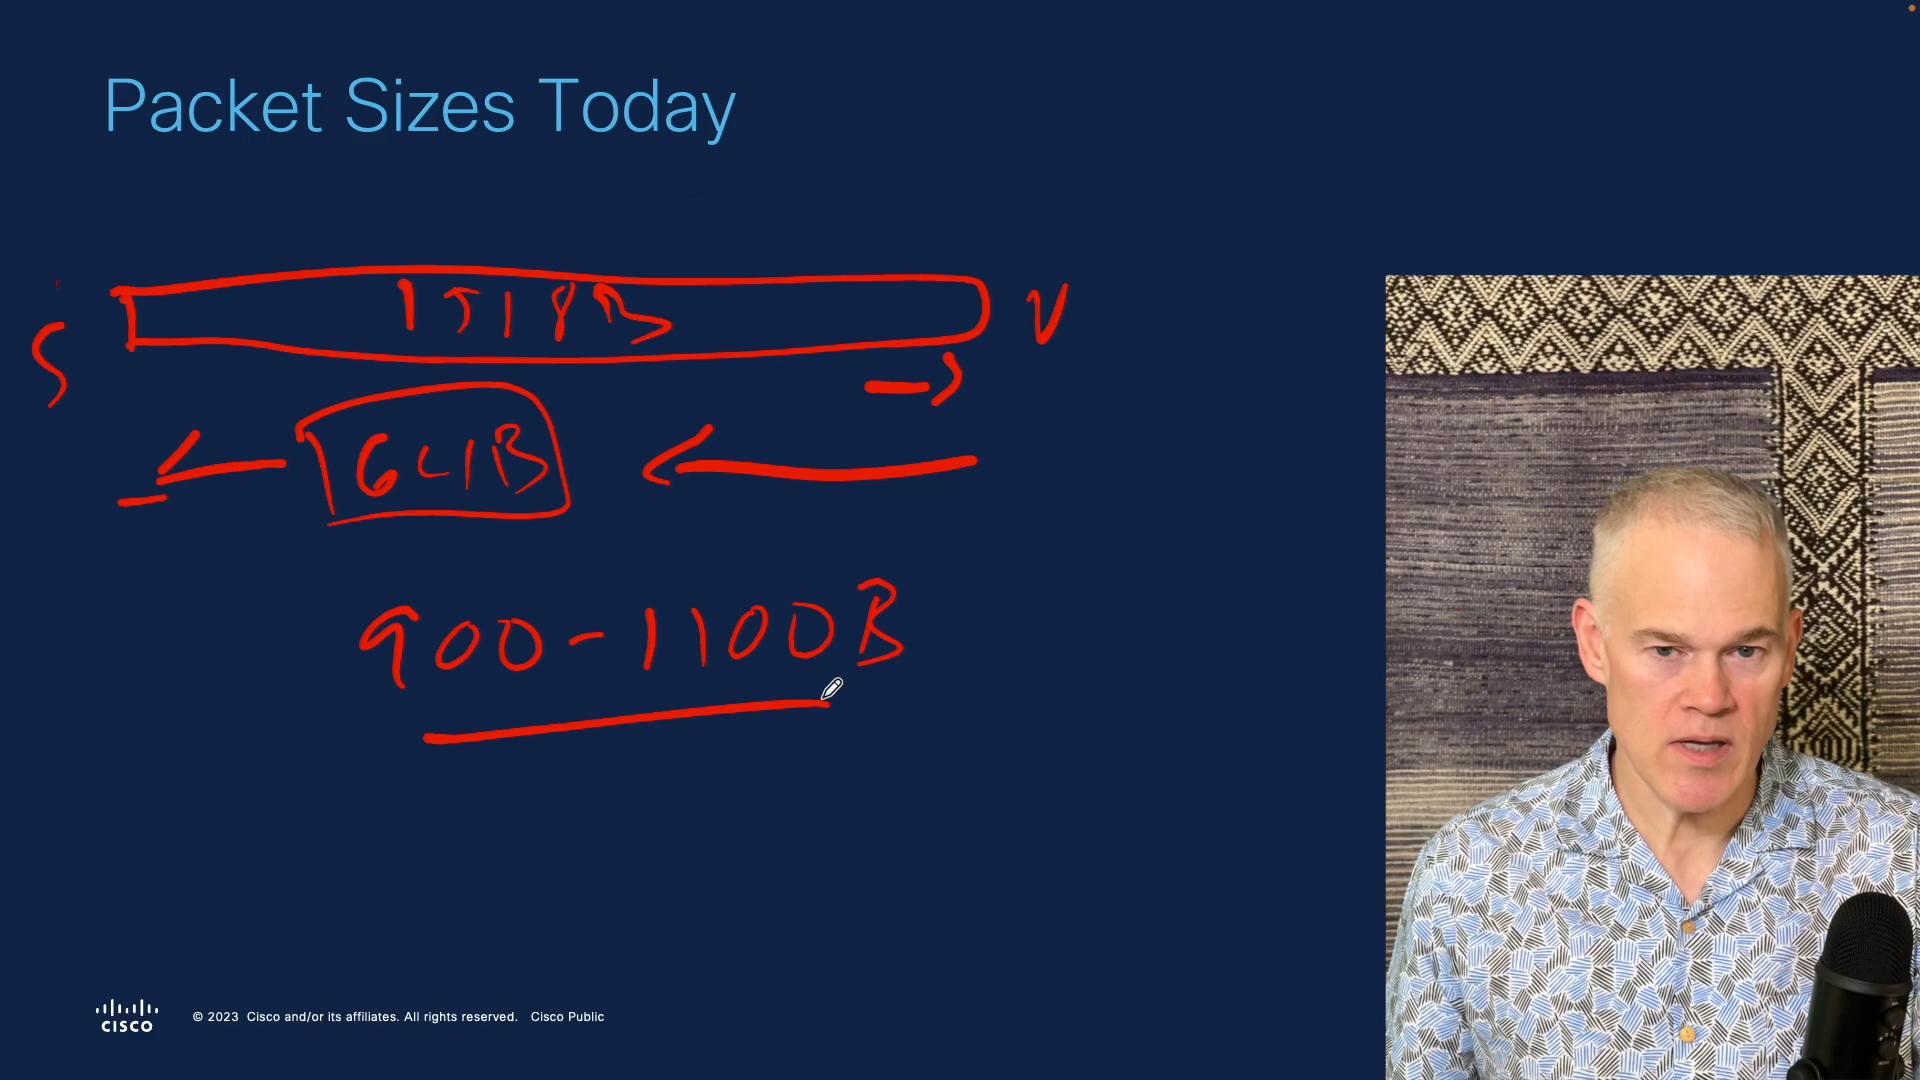 Packet Sizes Today
1518B
S
V
64B
900-1100B
CISCO
© 2023 Cisco and/or its affiliates. All rights reserved. Cisco Public